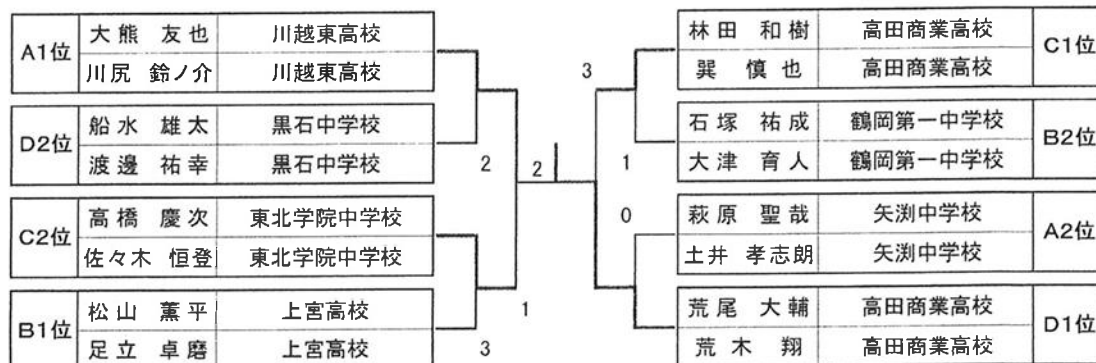 A1位 大熊 友也 川越東高校
川尻 鈴ノ介 川越東高校
D2位 船水 雄太 黒石中学校
渡邊 祐幸 黒石中学校
2
C2位 高橋 慶次 東北学院中学校
佐々木 恒登 東北学院中学校
1
B1位 松山 薫平 上宮高校
足立 卓磨 上宮高校
3
2
3
林田 和樹 高田商業高校 C1位
巽 慎也 高田商業高校
1
石塚 祐成 鶴岡第一中学校 B2位
大津 育人 鶴岡第一中学校
0
萩原 聖哉 矢渕中学校 A2位
土井 孝志朗 矢渕中学校
荒尾 大輔 高田商業高校 D1位
荒木 翔 高田商業高校